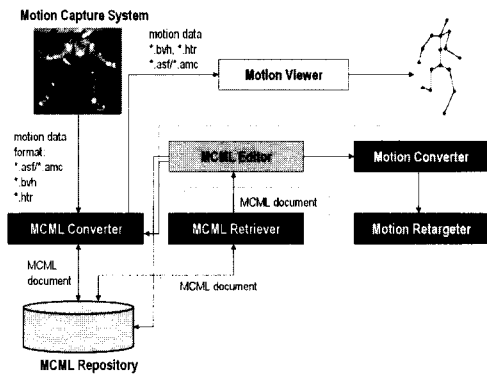 Motion Capture System
motion data
*.bvh, *.htr
*.asf/*.amc
Motion Viewer
motion data
format:
*.asf/*.amc
*.bvh
*.htr
MCML Editor
Motion Converter
MCML document
MCML Converter
MCML Retriever
Motion Retargeter
MCML
document
MCML document
MCML Repository